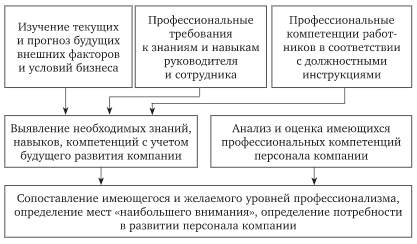 Изучение текущих
и прогноз будущих
внешних факторов
и условий бизнеса
Профессиональные
требования
к знаниям и навыкам
руководителя
и сотрудника
Профессиональные
компетенции работ-
ников в соответствии
с должностными
инструкциями
Выявление необходимых знаний,
навыков, компетенций с учетом
будущего развития компании
Анализ и оценка имеющихся
профессиональных компетенций
персонала компании
Сопоставление имеющегося и желаемого уровней профессионализма,
определение мест «наибольшего внимания», определение потребности
в развитии персонала компании